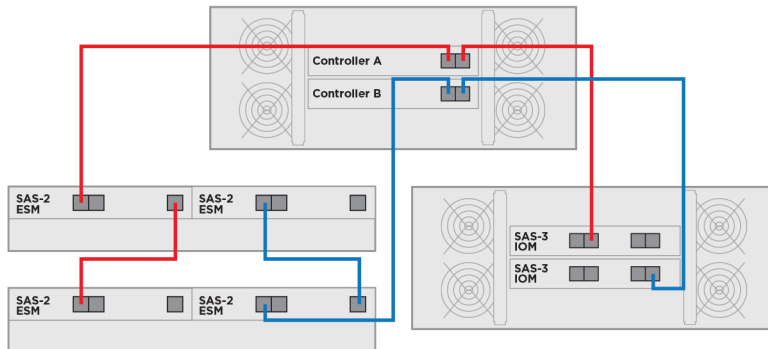 Controller A
Controller B
SAS-2
ESM
SAS-2
ESM
SAS-3
IOM
SAS-3
IOM
SAS-2
ESM
SAS-2
ESM